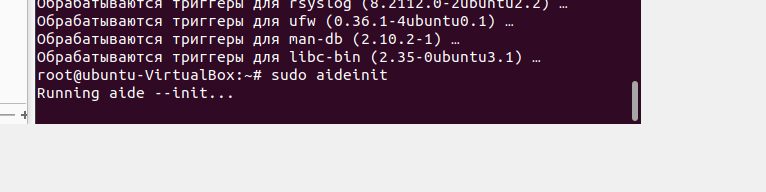 Обрабатываются триггеры для rsyslog (8.2112.0-2ubuntu2.2) …
Обрабатываются триггеры для ufw (0.36.1-4ubuntu0.1) …
Обрабатываются триггеры для man-db (2.10.2-1) …
Обрабатываются триггеры для libc-bin (2.35-0ubuntu3.1) …
root@ubuntu-VirtualBox:~# sudo aideinit
Running aide --init...